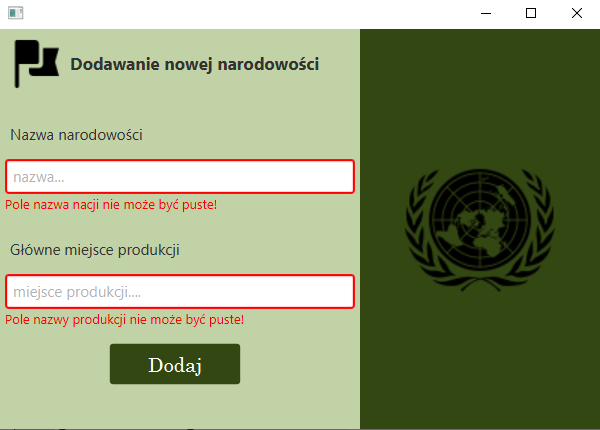 Dodawanie nowej narodowości
Nazwa narodowości
nazwa...
Pole nazwa nacji nie może być puste!
Główne miejsce produkcji
miejsce produkcji....
Pole nazwy produkcji nie może być puste!
Dodaj